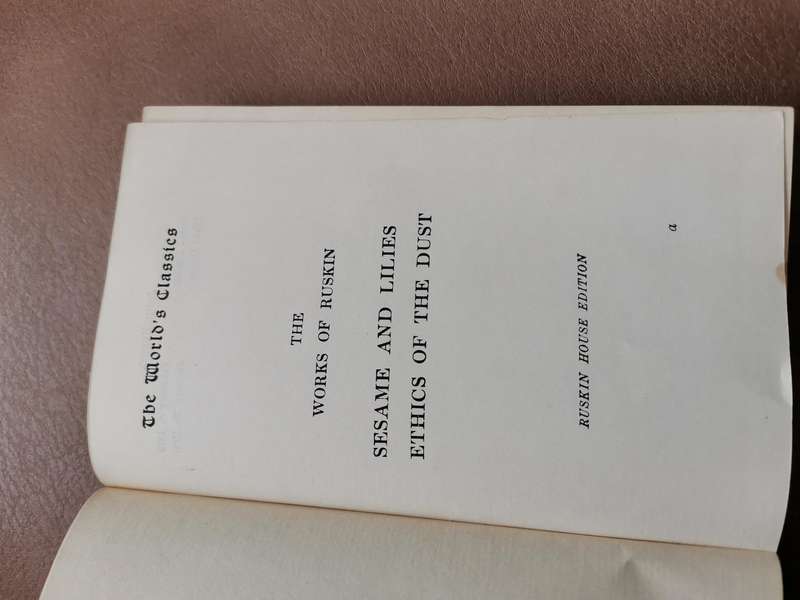 The World's Classics
THE
WORKS OF RUSKIN
SESAME AND LILIES
ETHICS OF THE DUST
RUSKIN HOUSE EDITION
a